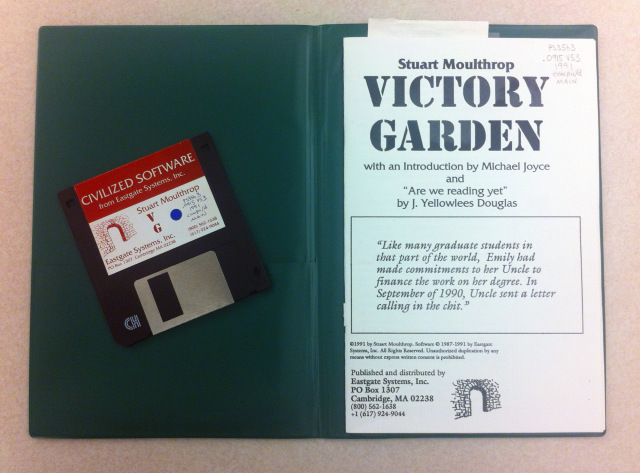 CIVILIZED SOFTWARE
from Eastgate Systems, Inc.
Stuart Moulthrop
V
G
1991
Eastgate Systems, Inc.
PO Box 1307 Cambridge, MA 02238
(800) 562-1638
(617) 924-9044
PS3563
.O915 V53
1991
MAIN
Stuart Moulthrop
VICTORY
GARDEN
with an Introduction by Michael Joyce
and
"Are we reading yet"
by J. Yellowlees Douglas
"Like many graduate students in
that part of the world, Emily had
made commitments to her Uncle to
finance the work on her degree. In
September of 1990, Uncle sent a letter
calling in the chit."
©1991 by Stuart Moulthrop. Software © 1987-1991 by Eastgate
Systems, Inc. All Rights Reserved. Unauthorized duplication by any
means without express written consent is prohibited.
Published and distributed by
Eastgate Systems, Inc.
PO Box 1307
Cambridge, MA 02238
(800) 562-1638
+1 (617) 924-9044